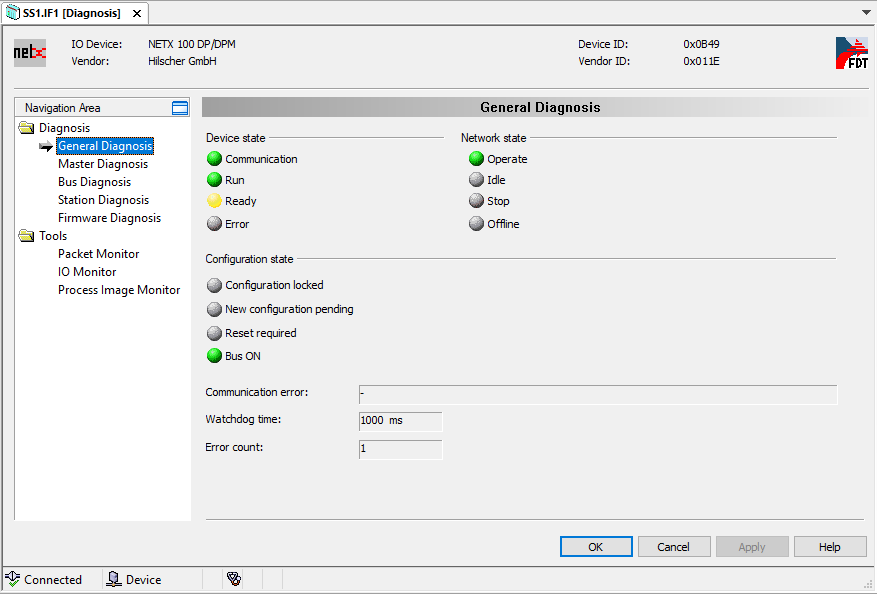 SS1.IF1 [Diagnosis]
netX
IO Device: NETX 100 DP/DPM Device ID: 0x0B49
Vendor: Hilscher GmbH Vendor ID: 0x011E
FDT
Navigation Area
Diagnosis
General Diagnosis
Master Diagnosis
Bus Diagnosis
Station Diagnosis
Firmware Diagnosis
Tools
Packet Monitor
IO Monitor
Process Image Monitor
General Diagnosis
Device state
Communication
Run
Ready
Error
Network state
Operate
Idle
Stop
Offline
Configuration state
Configuration locked
New configuration pending
Reset required
Bus ON
Communication error: -
Watchdog time: 1000 ms
Error count: 1
OK Cancel Apply Help
Connected Device